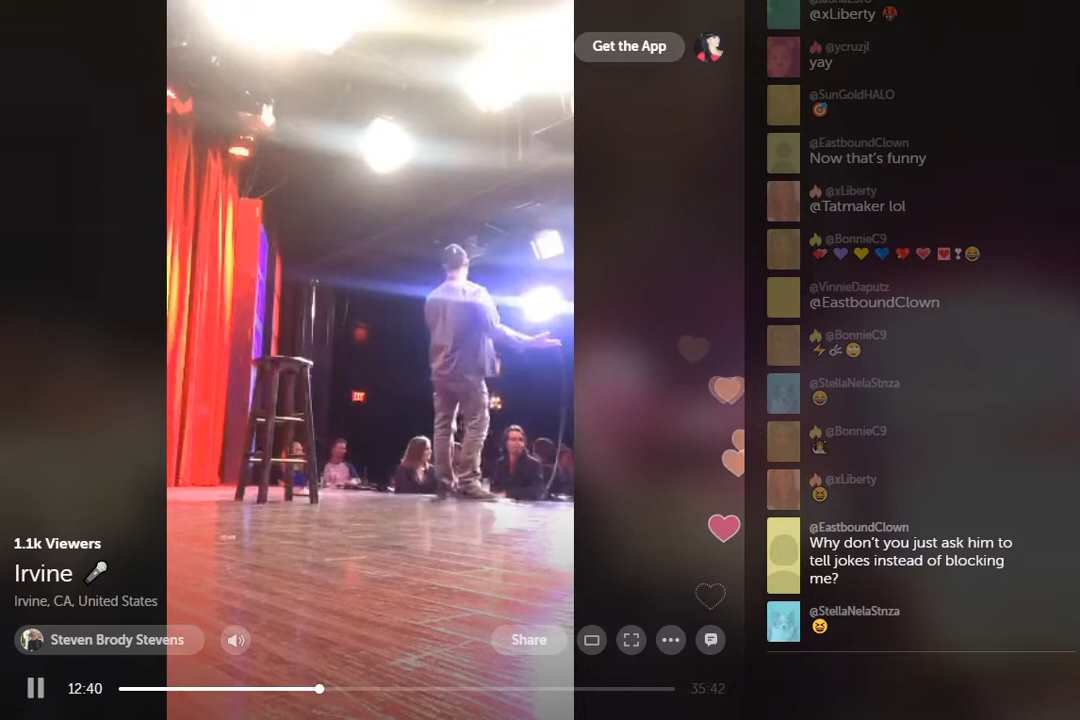 Get the App
@xLiberty
@ycruzjl
yay
@SunGoldHALO
@EastboundClown
Now that's funny
@xLiberty
@Tatmaker lol
@BonnieC9
@VinnieDaputz
@EastboundClown
@BonnieC9
@StellaNelaStnza
@BonnieC9
@xLiberty
@EastboundClown
Why don't you just ask him to
tell jokes instead of blocking
me?
@StellaNelaStnza
1.1k Viewers
Irvine
Irvine, CA, United States
Steven Brody Stevens
Share
12:40
35:42
EXIT